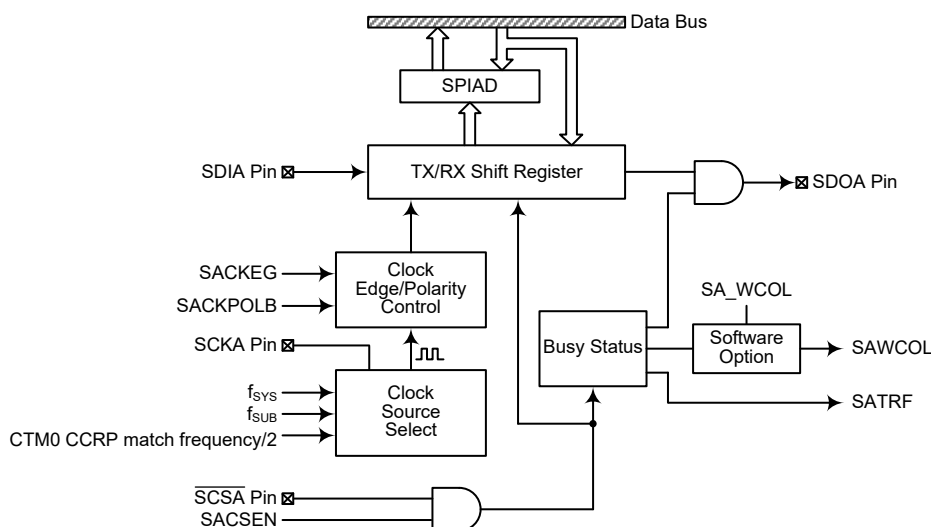 Data Bus
SPIAD
SDIA Pin
TX/RX Shift Register
SDOA Pin
SACKEG
SACKPOLB
Clock
Edge/Polarity
Control
SA_WCOL
SCKA Pin
Busy Status
Software
Option
SAWCOL
fSYS
fSUB
CTM0 CCRP match frequency/2
Clock
Source
Select
SATRF
SCSA Pin
SACSEN